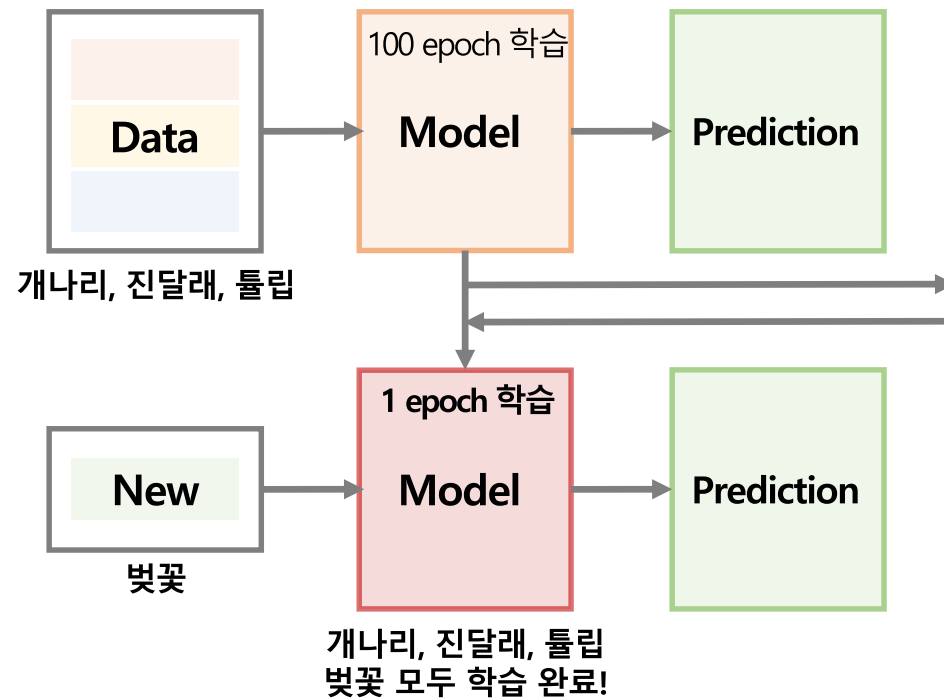 100 epoch 학습
Data
Model
Prediction
개나리, 진달래, 튤립
1 epoch 학습
New
Model
Prediction
벚꽃
개나리, 진달래, 튤립
벚꽃 모두 학습 완료!